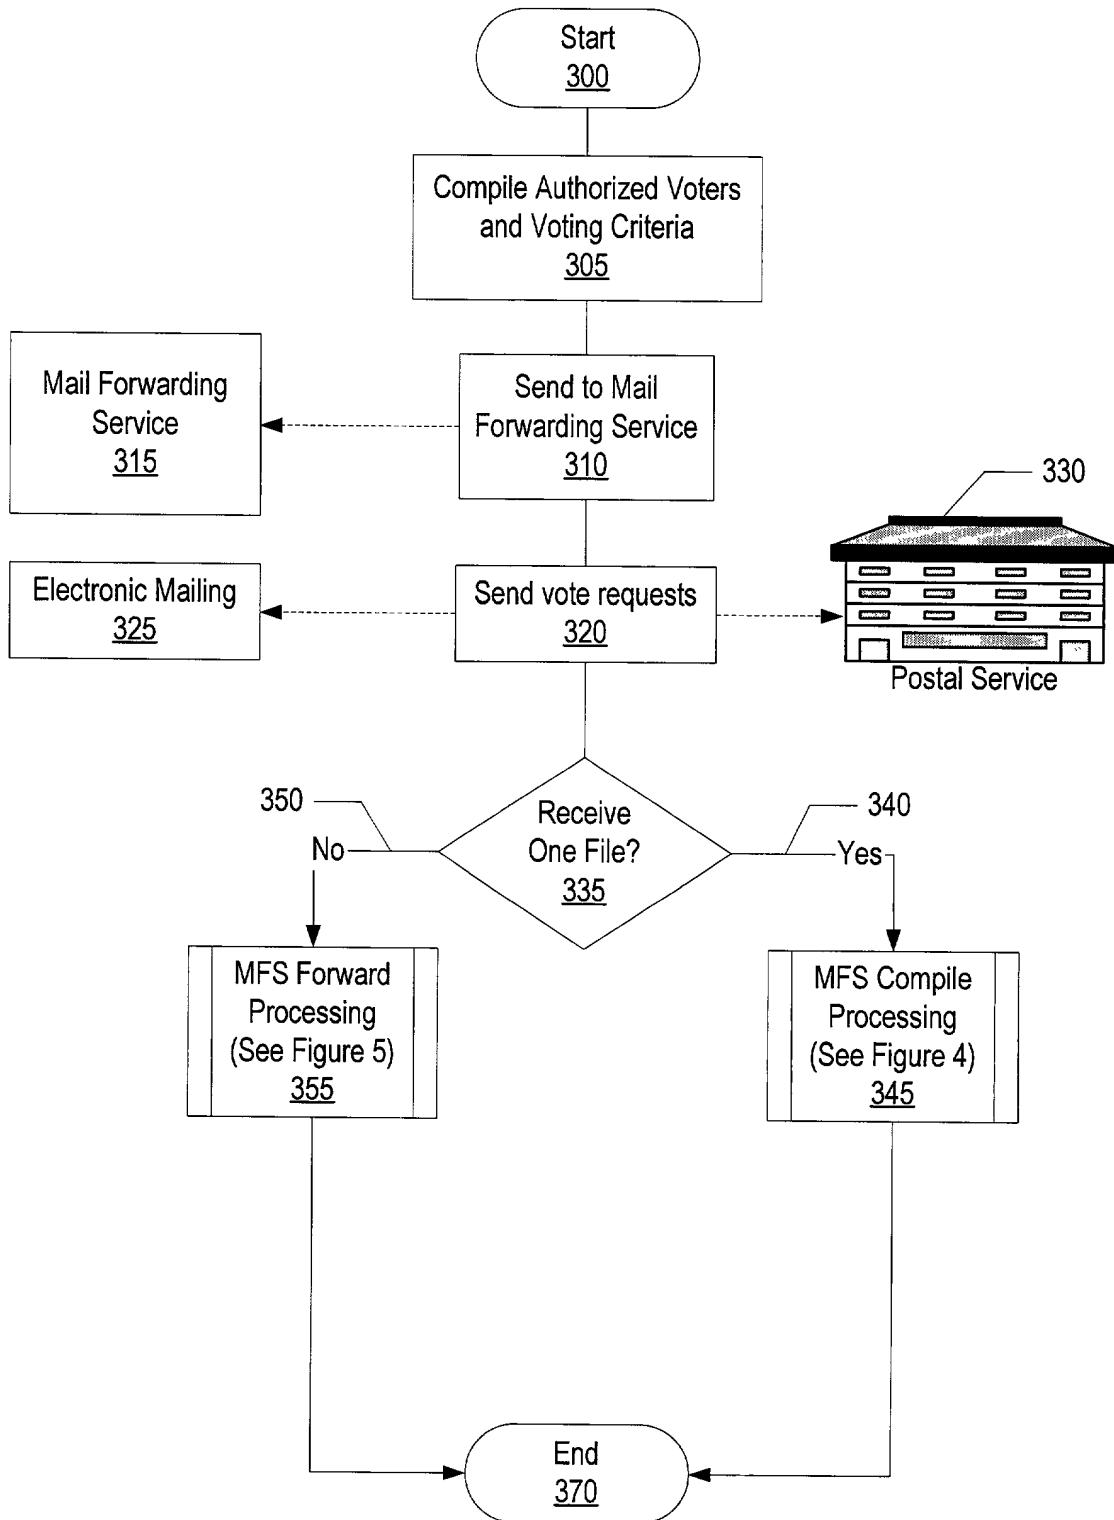 Start
300
Compile Authorized Voters
and Voting Criteria
305
Mail Forwarding
Service
315
Send to Mail
Forwarding Service
310
330
Electronic Mailing
325
Send vote requests
320
Postal Service
350
Receive
One File?
335
340
No
Yes
MFS Forward
Processing
(See Figure 5)
355
MFS Compile
Processing
(See Figure 4)
345
End
370